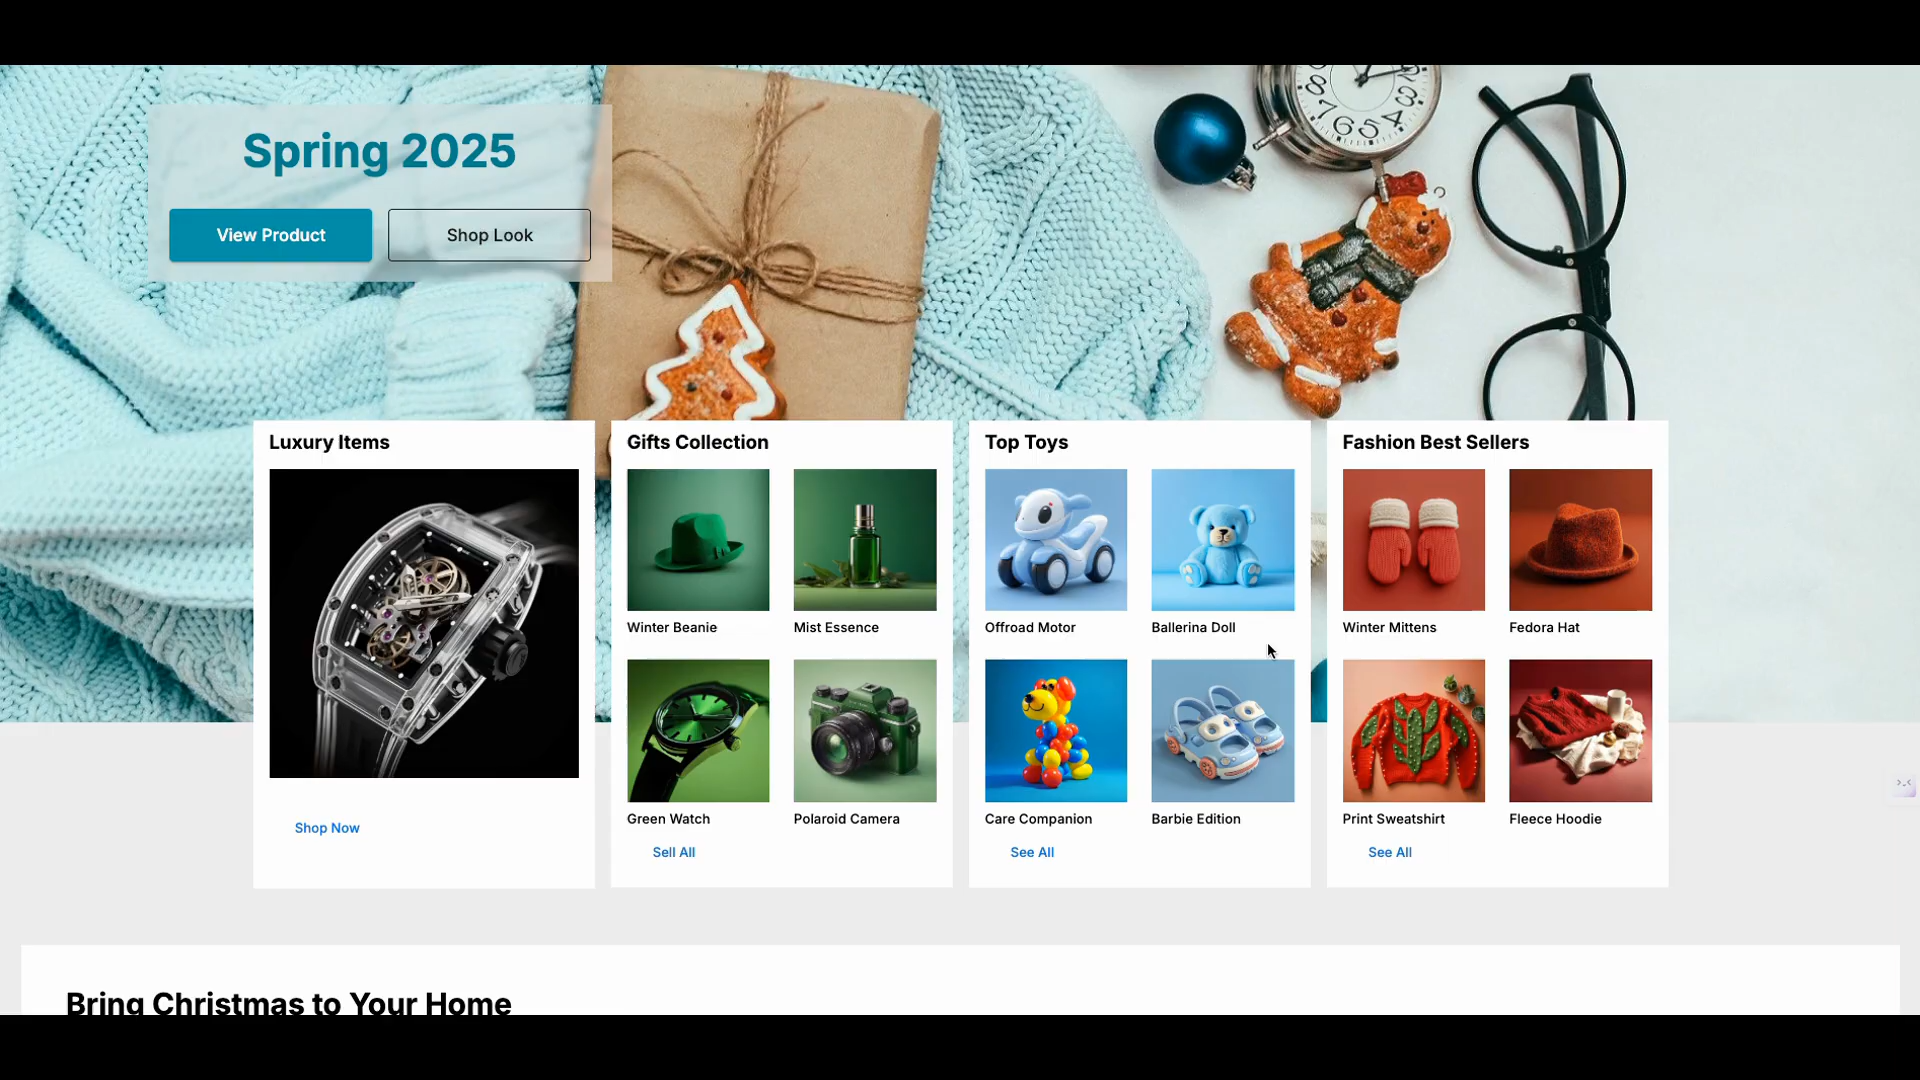 Spring 2025
View Product
Shop Look
Luxury Items
Shop Now
Gifts Collection
Winter Beanie
Mist Essence
Green Watch
Polaroid Camera
Sell All
Top Toys
Offroad Motor
Ballerina Doll
Care Companion
Barbie Edition
See All
Fashion Best Sellers
Winter Mittens
Fedora Hat
Print Sweatshirt
Fleece Hoodie
See All
Bring Christmas to Your Home